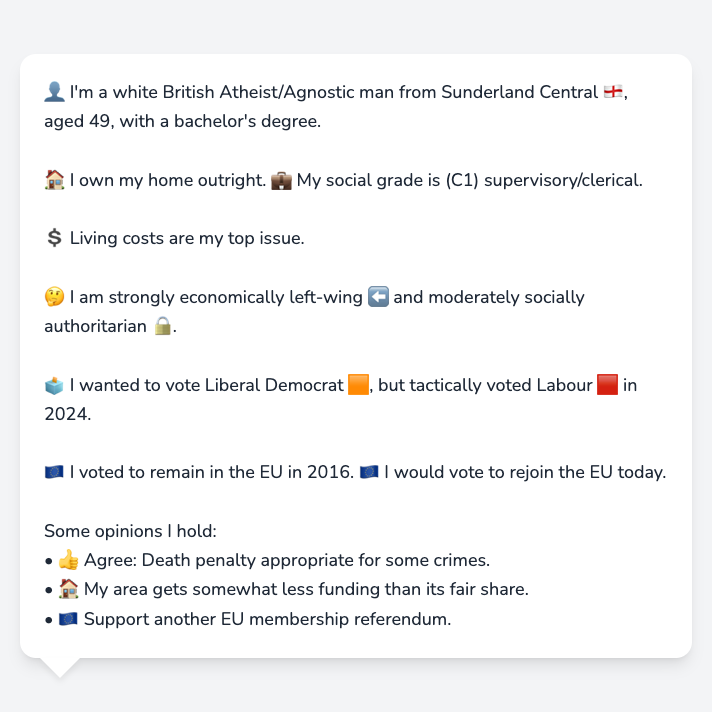 👤 I'm a white British Atheist/Agnostic man from Sunderland Central 🏴󠁧󠁢󠁥󠁮󠁧󠁿,
aged 49, with a bachelor's degree.
🏠 I own my home outright. 💼 My social grade is (C1) supervisory/clerical.
💲 Living costs are my top issue.
🤔 I am strongly economically left-wing ⬅️ and moderately socially
authoritarian 🔒.
🗳️ I wanted to vote Liberal Democrat 🟧, but tactically voted Labour 🟥 in
2024.
🇪🇺 I voted to remain in the EU in 2016. 🇪🇺 I would vote to rejoin the EU today.
Some opinions I hold:
• 👍 Agree: Death penalty appropriate for some crimes.
• 🏠 My area gets somewhat less funding than its fair share.
• 🇪🇺 Support another EU membership referendum.